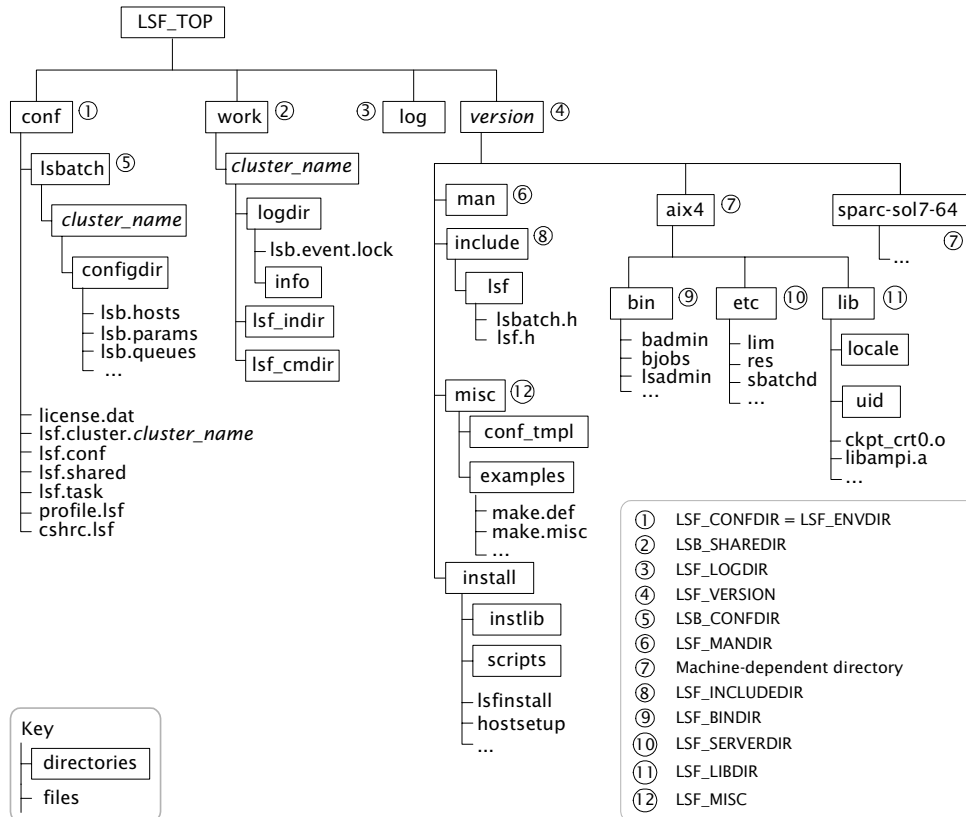 LSF_TOP
conf ①
work ②
③ log
version ④
lsbatch ⑤
cluster_name
configdir
lsb.hosts
lsb.params
lsb.queues
...
license.dat
lsf.cluster.cluster_name
lsf.conf
lsf.shared
lsf.task
profile.lsf
cshrc.lsf
cluster_name
logdir
lsb.event.lock
info
lsf_indir
lsf_cmdir
man ⑥
include ⑧
lsf
lsbatch.h
lsf.h
misc ⑫
conf_tmpl
examples
make.def
make.misc
...
install
instlib
scripts
lsfinstall
hostsetup
...
aix4 ⑦
bin ⑨
badmin
bjobs
lsadmin
...
etc ⑩
lim
res
sbatchd
...
lib ⑪
locale
uid
ckpt_crt0.o
libampi.a
...
sparc-sol7-64
⑦
...
Key
directories
files
① LSF_CONFDIR = LSF_ENVDIR
② LSB_SHAREDIR
③ LSF_LOGDIR
④ LSF_VERSION
⑤ LSB_CONFDIR
⑥ LSF_MANDIR
⑦ Machine-dependent directory
⑧ LSF_INCLUDEDIR
⑨ LSF_BINDIR
⑩ LSF_SERVERDIR
⑪ LSF_LIBDIR
⑫ LSF_MISC